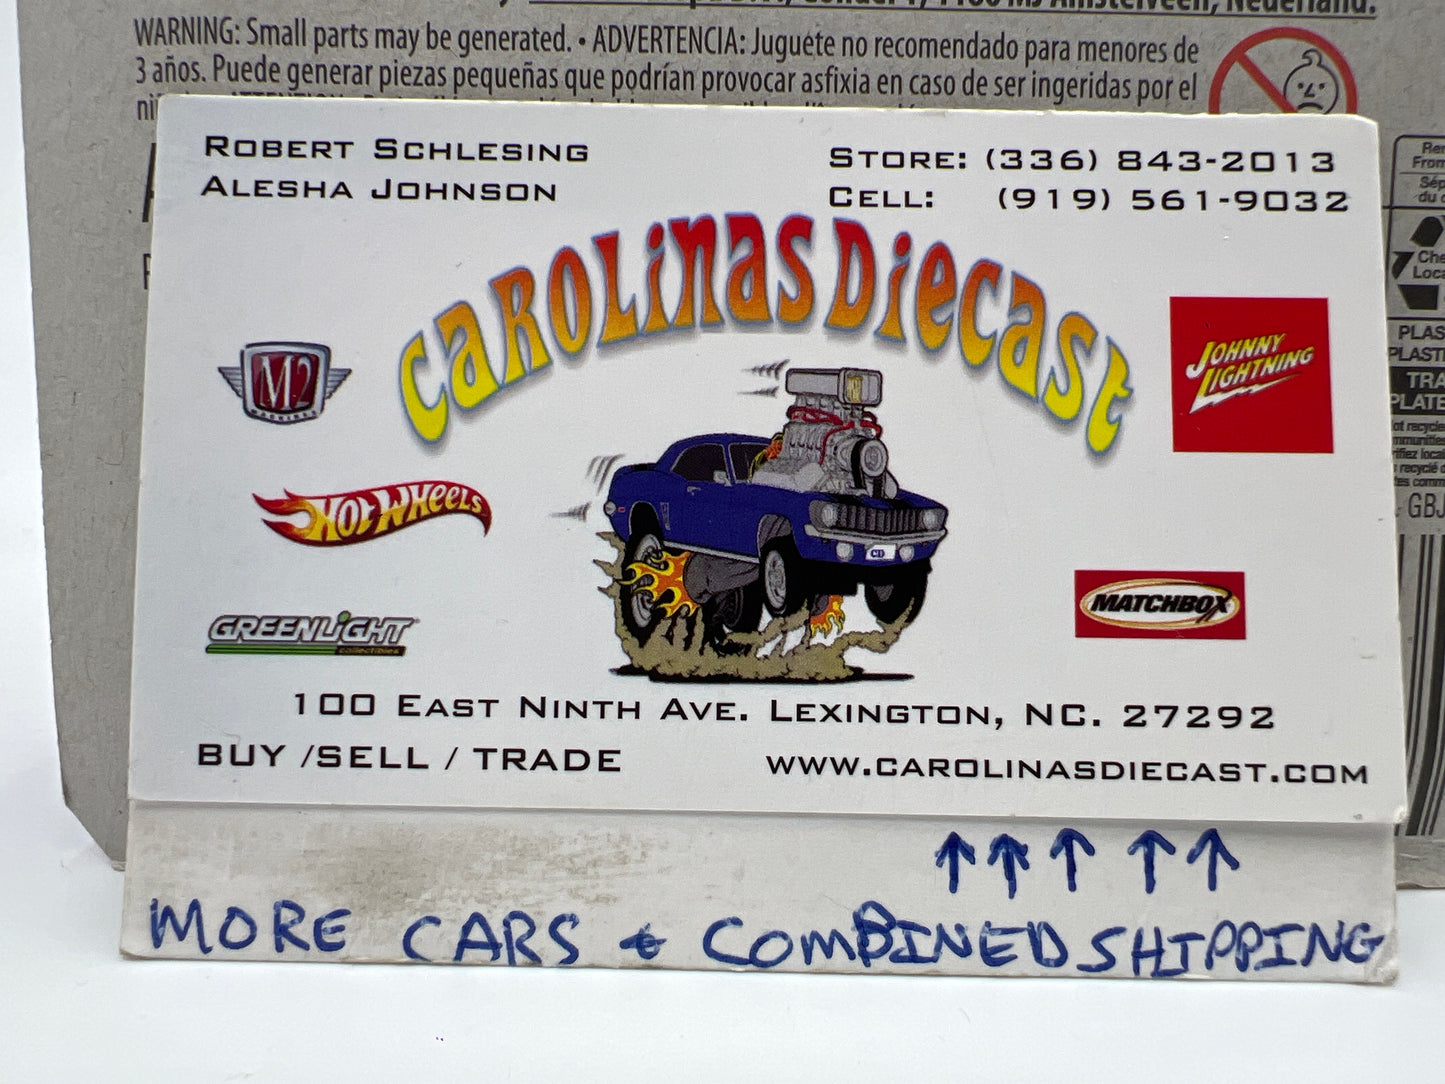 WARNING: Small parts may be generated. • ADVERTENCIA: Juguete no recomendado para menores de
3 años. Puede generar piezas pequeñas que podrían provocar asfixia en caso de ser ingeridas por el
ROBERT SCHLESING
ALESHA JOHNSON
STORE: (336) 843-2013
CELL: (919) 561-9032
CAROLINAS DIECAST
M2
MACHINES
JOHNNY
LIGHTNING
HOT WHEELS
CD
MATCHBOX
GREENLIGHT
collectibles
100 EAST NINTH AVE. LEXINGTON, NC. 27292
BUY /SELL / TRADE
WWW.CAROLINASDIECAST.COM
↑↑↑ ↑↑
MORE CARS & COMBINED SHIPPING